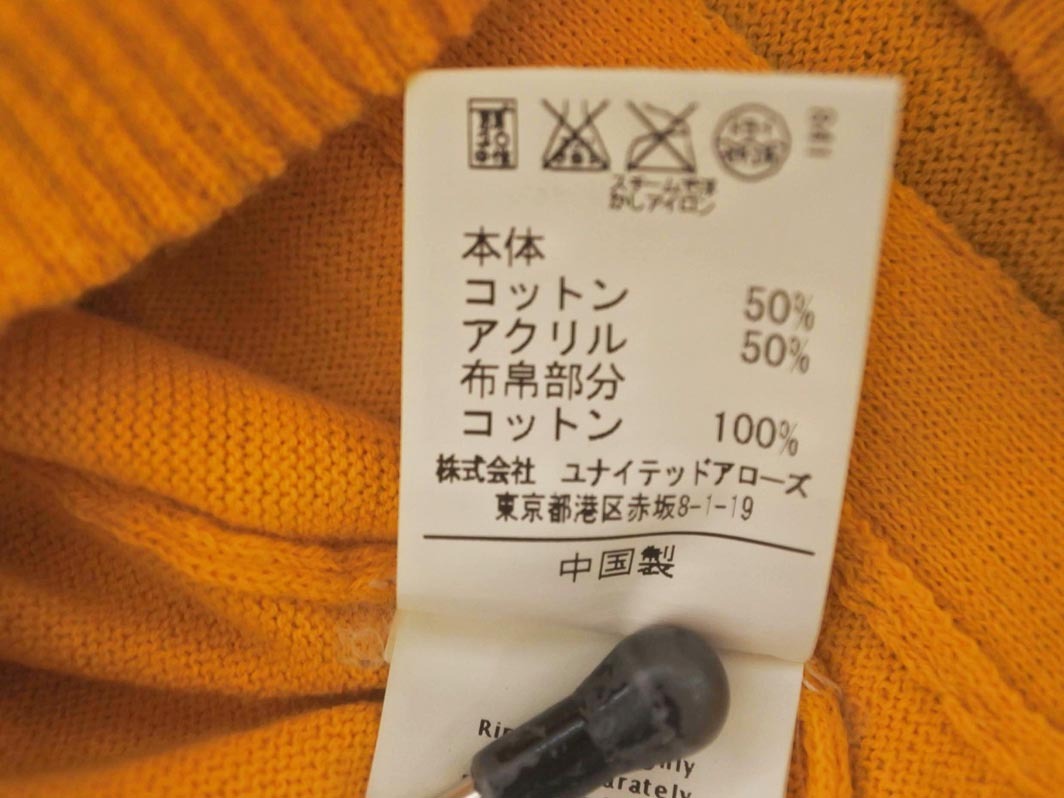 スチームで浮
かしアイロン
本体
コットン 50%
アクリル 50%
布帛部分
コットン 100%
株式会社 ユナイテッドアローズ
東京都港区赤坂8-1-19
中国製